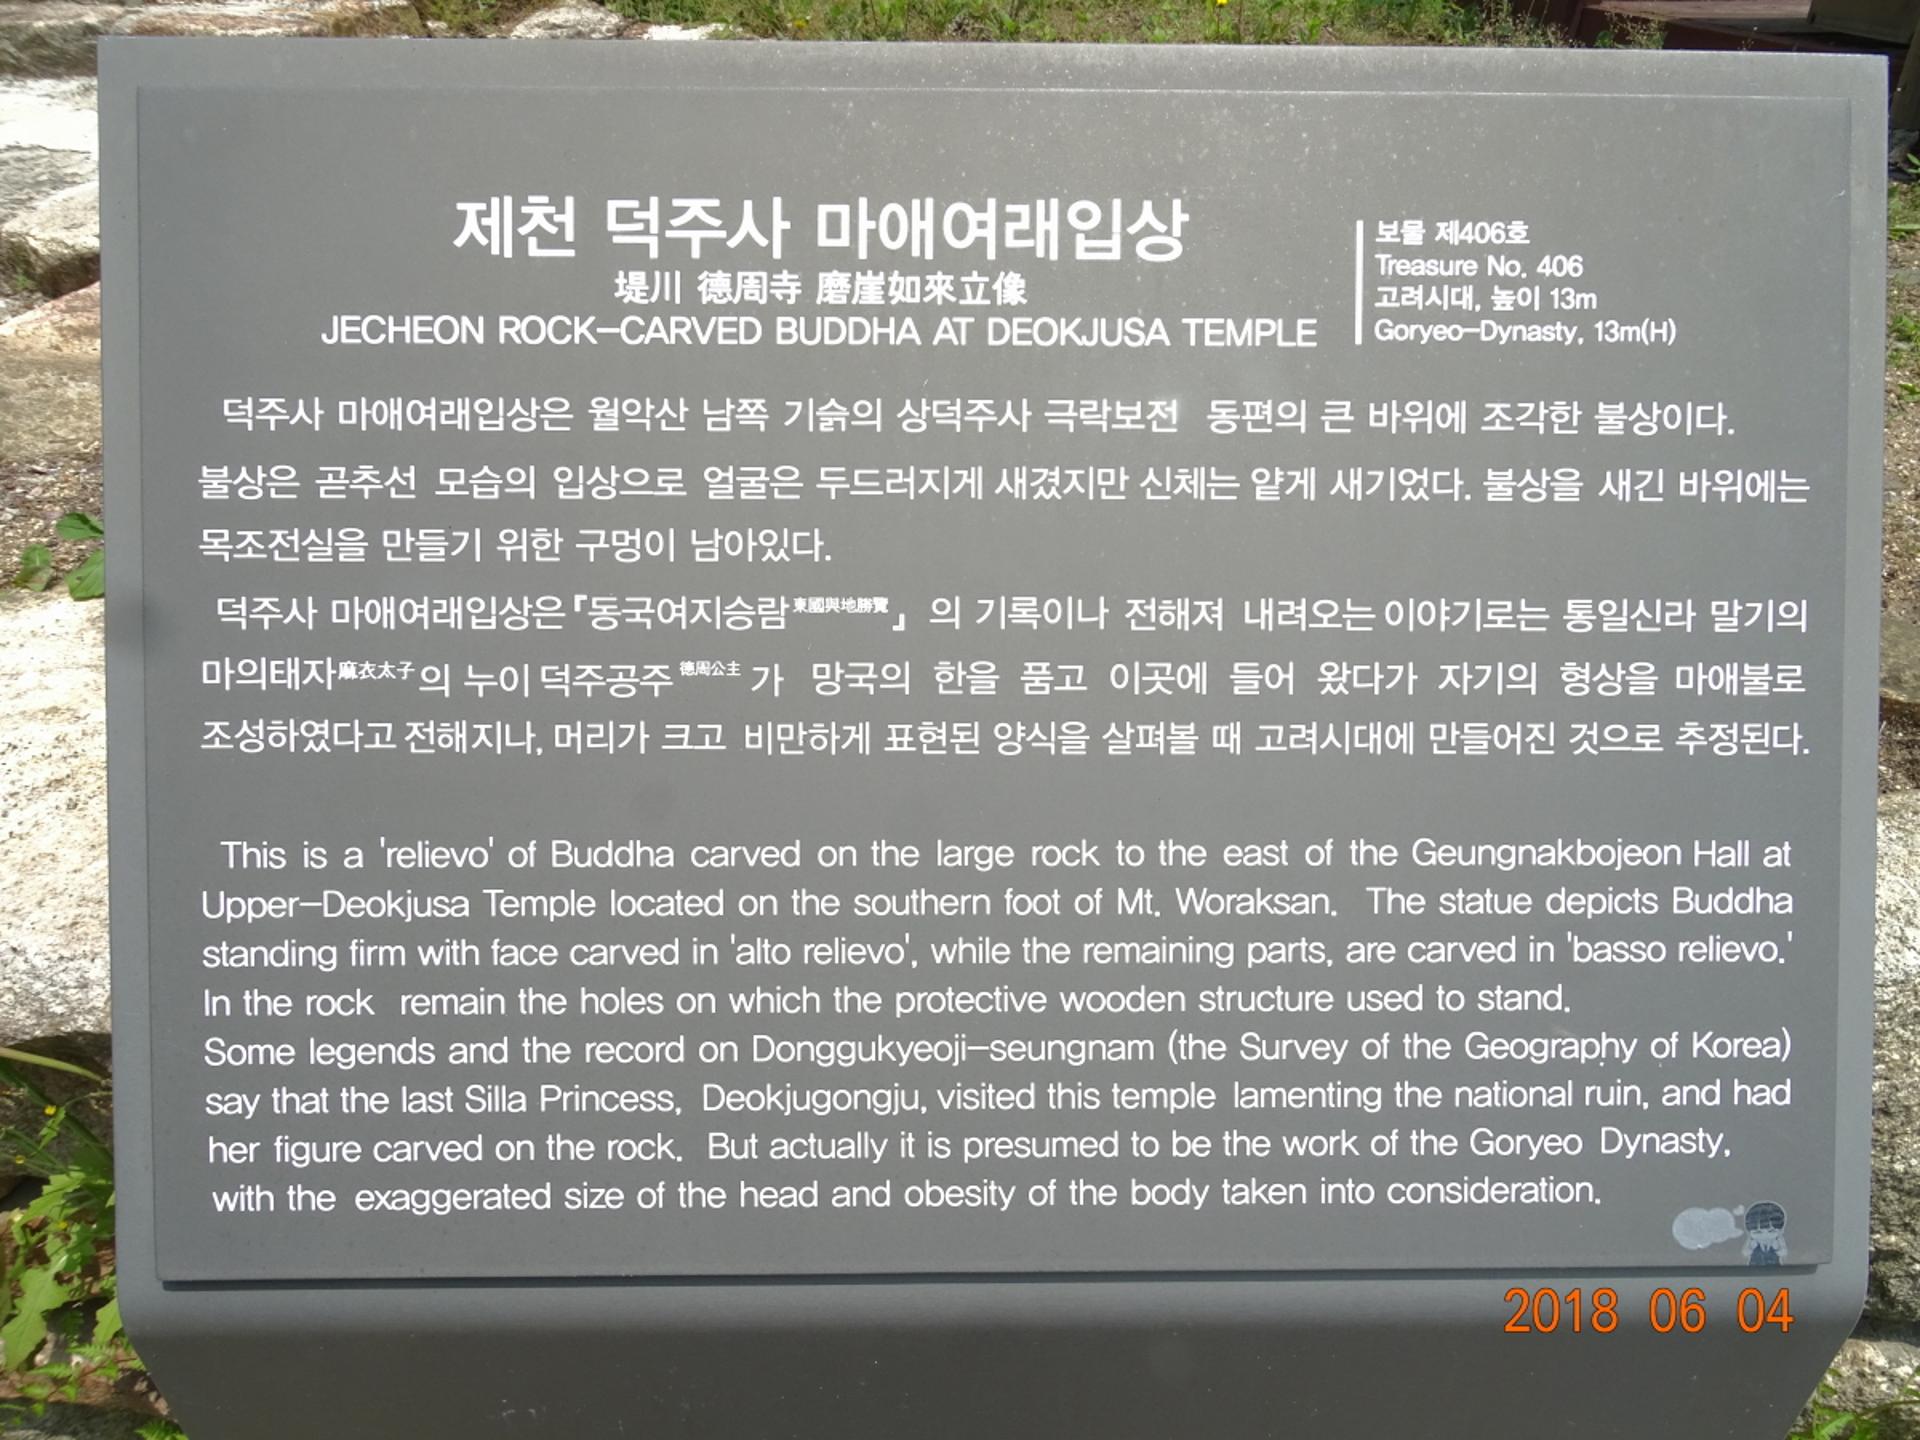 제천 덕주사 마애여래입상
堤川 德周寺 磨崖如來立像
JECHEON ROCK-CARVED BUDDHA AT DEOKJUSA TEMPLE
보물 제406호
Treasure No. 406
고려시대, 높이 13m
Goryeo-Dynasty, 13m(H)
덕주사 마애여래입상은 월악산 남쪽 기슭의 상덕주사 극락보전 동편의 큰 바위에 조각한 불상이다.
불상은 곧추선 모습의 입상으로 얼굴은 두드러지게 새겼지만 신체는 얕게 새기었다. 불상을 새긴 바위에는
목조전실을 만들기 위한 구멍이 남아있다.
덕주사 마애여래입상은『동국여지승람東國與地勝覽』의 기록이나 전해져 내려오는 이야기로는 통일신라 말기의
마의태자麻衣太子의 누이 덕주공주德周公主가 망국의 한을 품고 이곳에 들어 왔다가 자기의 형상을 마애불로
조성하였다고 전해지나, 머리가 크고 비만하게 표현된 양식을 살펴볼 때 고려시대에 만들어진 것으로 추정된다.
This is a 'relievo' of Buddha carved on the large rock to the east of the Geungnakbojeon Hall at
Upper-Deokjusa Temple located on the southern foot of Mt. Woraksan. The statue depicts Buddha
standing firm with face carved in 'alto relievo', while the remaining parts, are carved in 'basso relievo.'
In the rock remain the holes on which the protective wooden structure used to stand.
Some legends and the record on Donggukyeoji-seungnam (the Survey of the Geography of Korea)
say that the last Silla Princess, Deokjugongju, visited this temple lamenting the national ruin, and had
her figure carved on the rock. But actually it is presumed to be the work of the Goryeo Dynasty,
with the exaggerated size of the head and obesity of the body taken into consideration.
2018 06 04